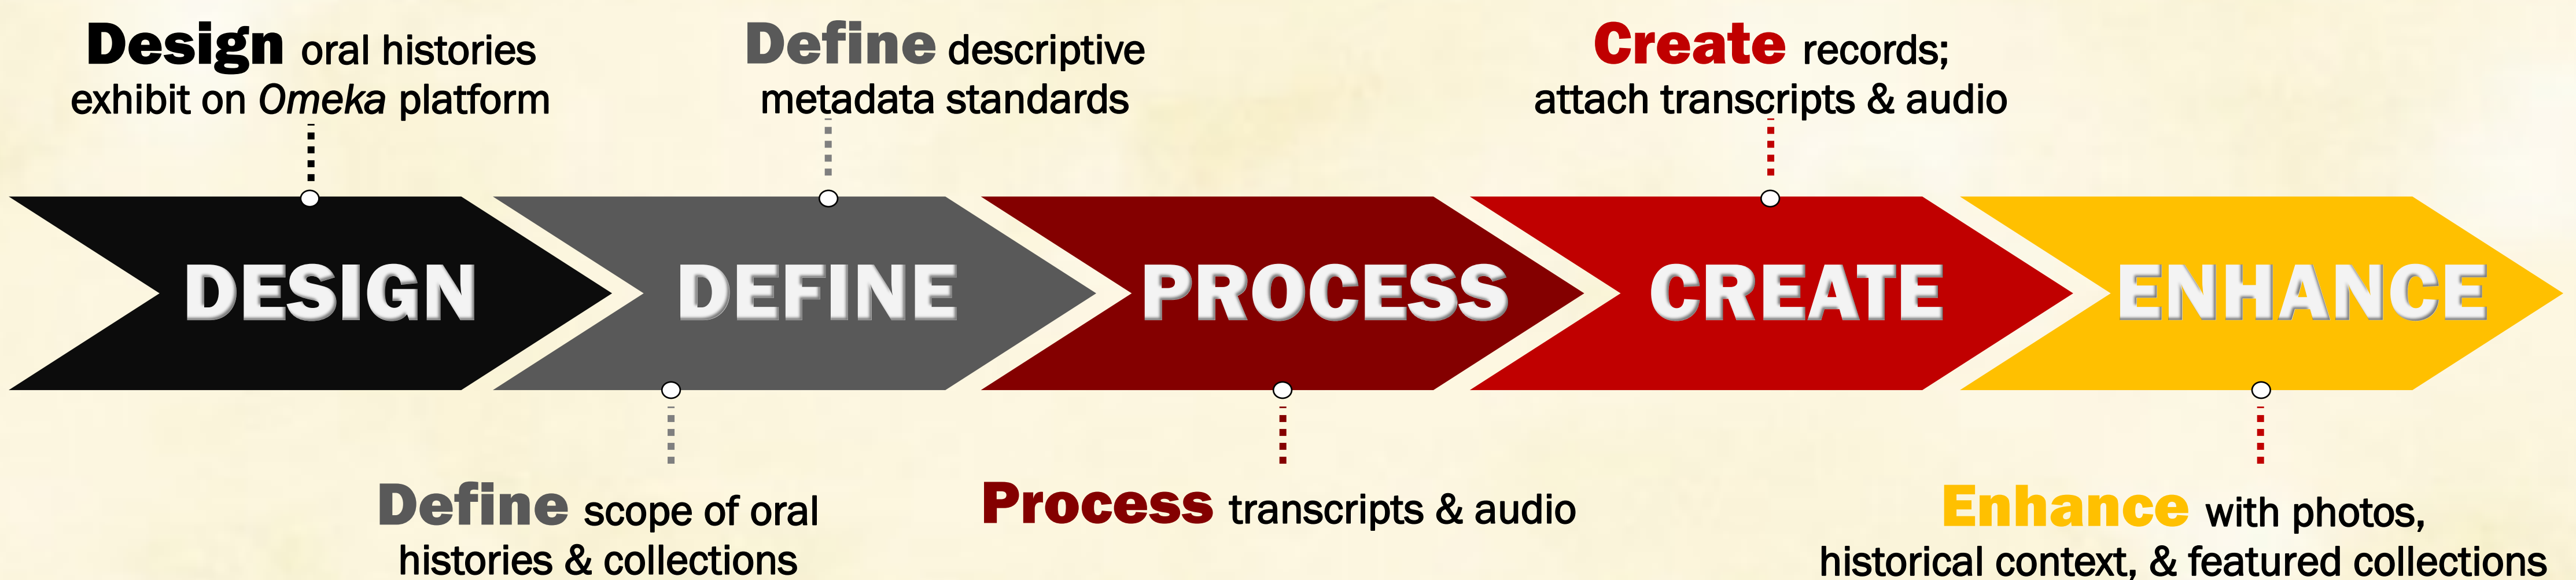 Design oral histories
exhibit on Omeka platform
Define descriptive
metadata standards
Create records;
attach transcripts & audio
DESIGN
DEFINE
PROCESS
CREATE
ENHANCE
Define scope of oral
histories & collections
Process transcripts & audio
Enhance with photos,
historical context, & featured collections